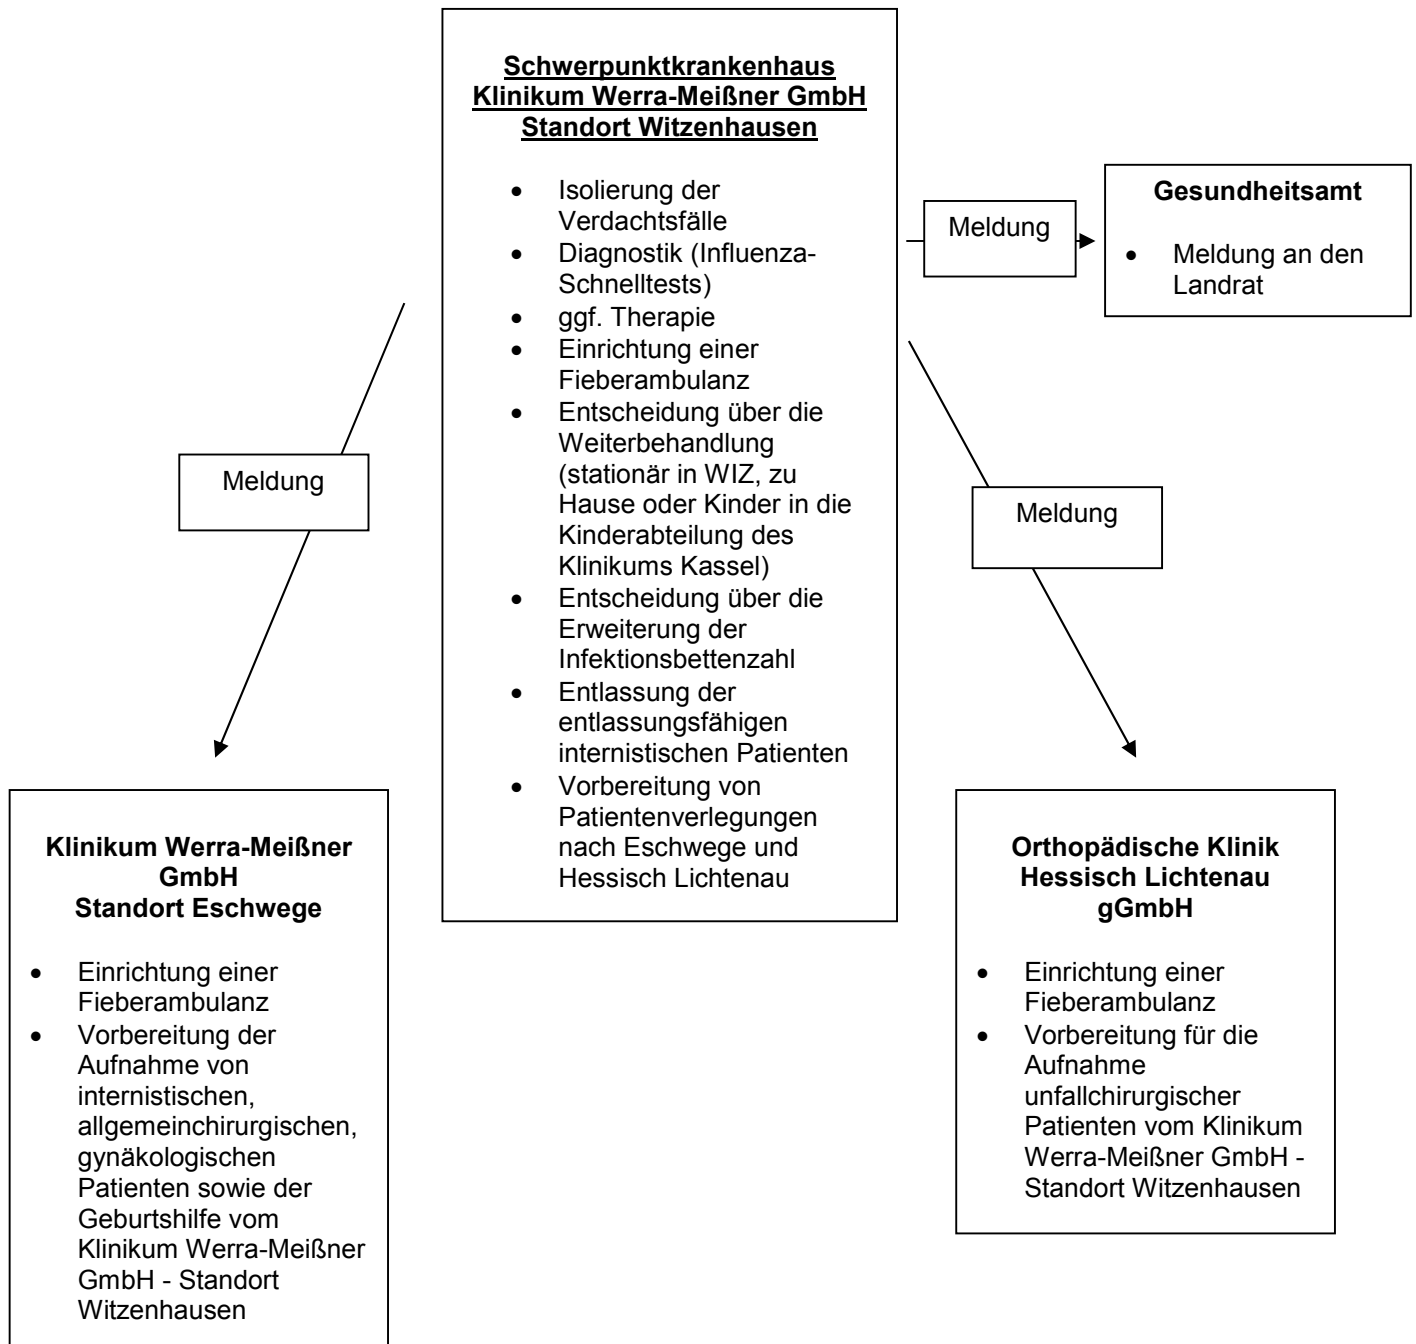 Schwerpunktkrankenhaus
Klinikum Werra-Meißner GmbH
Standort Witzenhausen
• Isolierung der
Verdachtsfälle
• Diagnostik (Influenza-
Schnelltests)
• ggf. Therapie
• Einrichtung einer
Fieberambulanz
• Entscheidung über die
Weiterbehandlung
(stationär in WIZ, zu
Hause oder Kinder in die
Kinderabteilung des
Klinikums Kassel)
• Entscheidung über die
Erweiterung der
Infektionsbettenzahl
• Entlassung der
entlassungsfähigen
internistischen Patienten
• Vorbereitung von
Patientenverlegungen
nach Eschwege und
Hessisch Lichtenau
Meldung
Gesundheitsamt
• Meldung an den
Landrat
Meldung
Meldung
Klinikum Werra-Meißner
GmbH
Standort Eschwege
• Einrichtung einer
Fieberambulanz
• Vorbereitung der
Aufnahme von
internistischen,
allgemeinchirurgischen,
gynäkologischen
Patienten sowie der
Geburtshilfe vom
Klinikum Werra-Meißner
GmbH - Standort
Witzenhausen
Orthopädische Klinik
Hessisch Lichtenau
gGmbH
• Einrichtung einer
Fieberambulanz
• Vorbereitung für die
Aufnahme
unfallchirurgischer
Patienten vom Klinikum
Werra-Meißner GmbH -
Standort Witzenhausen